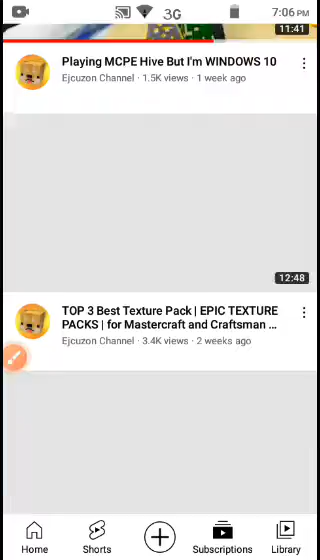 3G
7:06 PM
11:41
Playing MCPE Hive But I'm WINDOWS 10
Ejcuzon Channel · 1.5K views · 1 week ago
12:48
TOP 3 Best Texture Pack | EPIC TEXTURE
PACKS | for Mastercraft and Craftsman ...
Ejcuzon Channel · 3.4K views · 2 weeks ago
Home
Shorts
Subscriptions
Library